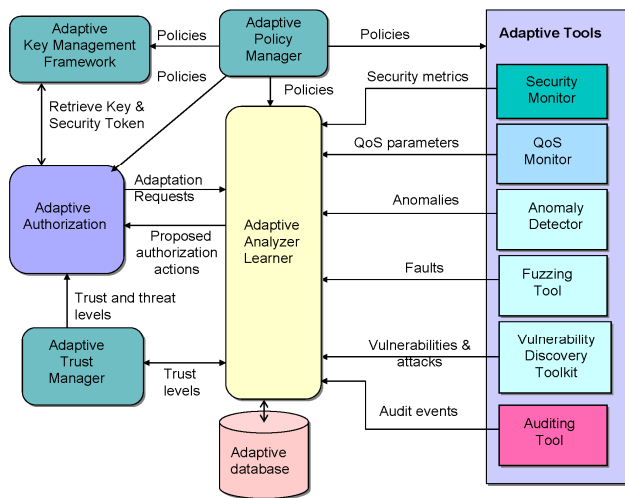 Adaptive
Key Management
Framework
Policies
Adaptive
Policy
Manager
Policies
Adaptive Tools
Policies
Policies
Security metrics
Security
Monitor
Retrieve Key &
Security Token
QoS parameters
QoS
Monitor
Adaptive
Authorization
Adaptation
Requests
Adaptive
Analyzer
Learner
Anomalies
Anomaly
Detector
Proposed
authorization
actions
Faults
Fuzzing
Tool
Trust and threat
levels
Adaptive
Trust
Manager
Trust
levels
Vulnerabilities &
attacks
Vulnerability
Discovery
Toolkit
Audit events
Auditing
Tool
Adaptive
database